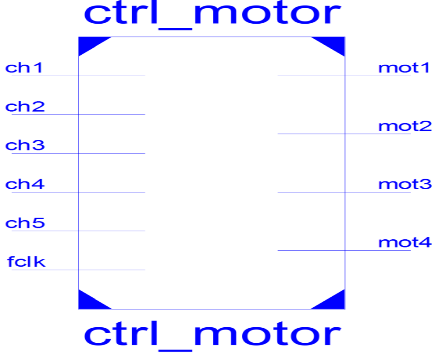 ctrl_motor
ch1
mot1
ch2
mot2
ch3
ch4
mot3
ch5
mot4
fclk
ctrl_motor